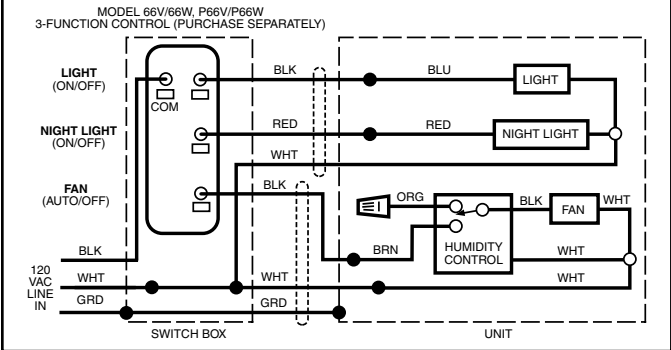 MODEL 66V/66W, P66V/P66W
3-FUNCTION CONTROL (PURCHASE SEPARATELY)
LIGHT
(ON/OFF)
COM
BLK
BLU
LIGHT
NIGHT LIGHT
(ON/OFF)
RED
RED
NIGHT LIGHT
WHT
FAN
(AUTO/OFF)
BLK
ORG
BLK
FAN
WHT
BRN
HUMIDITY
CONTROL
WHT
BLK
120
VAC
LINE
IN
WHT
WHT
WHT
GRD
GRD
SWITCH BOX
UNIT